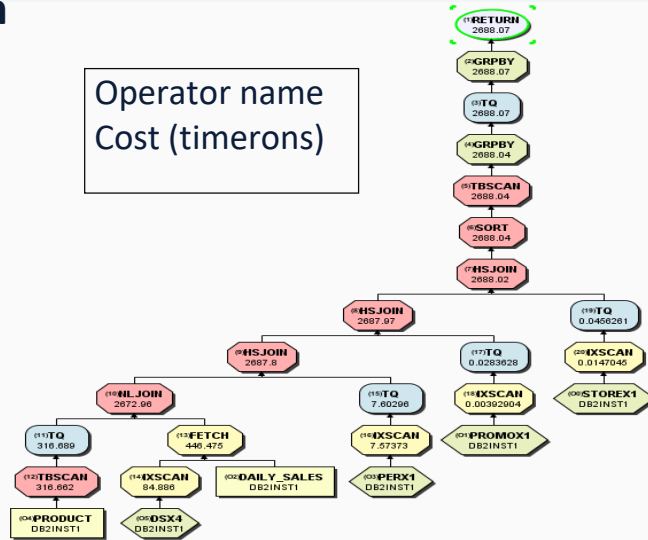 n
Operator name
Cost (timerons)
(1)RETURN
2688.07
(2)GRPBY
2688.07
(3)TQ
2688.07
(4)GRPBY
2688.04
(5)TBSCAN
2688.04
(6)SORT
2688.04
(7)HSJOIN
2688.02
(8)HSJOIN
2687.97
(19)TQ
0.0456261
(9)HSJOIN
2687.8
(17)TQ
0.0283628
(20)IXSCAN
0.0147045
(10)NLJOIN
2672.96
(15)TQ
7.60296
(18)IXSCAN
0.00392904
(O0)STOREX1
DB2INST1
(11)TQ
316.689
(13)FETCH
446.475
(16)IXSCAN
7.57373
(O1)PROMOX1
DB2INST1
(12)TBSCAN
316.662
(14)IXSCAN
84.886
(O2)DAILY_SALES
DB2INST1
(O3)PERX1
DB2INST1
(O4)PRODUCT
DB2INST1
(O5)DSX4
DB2INST1